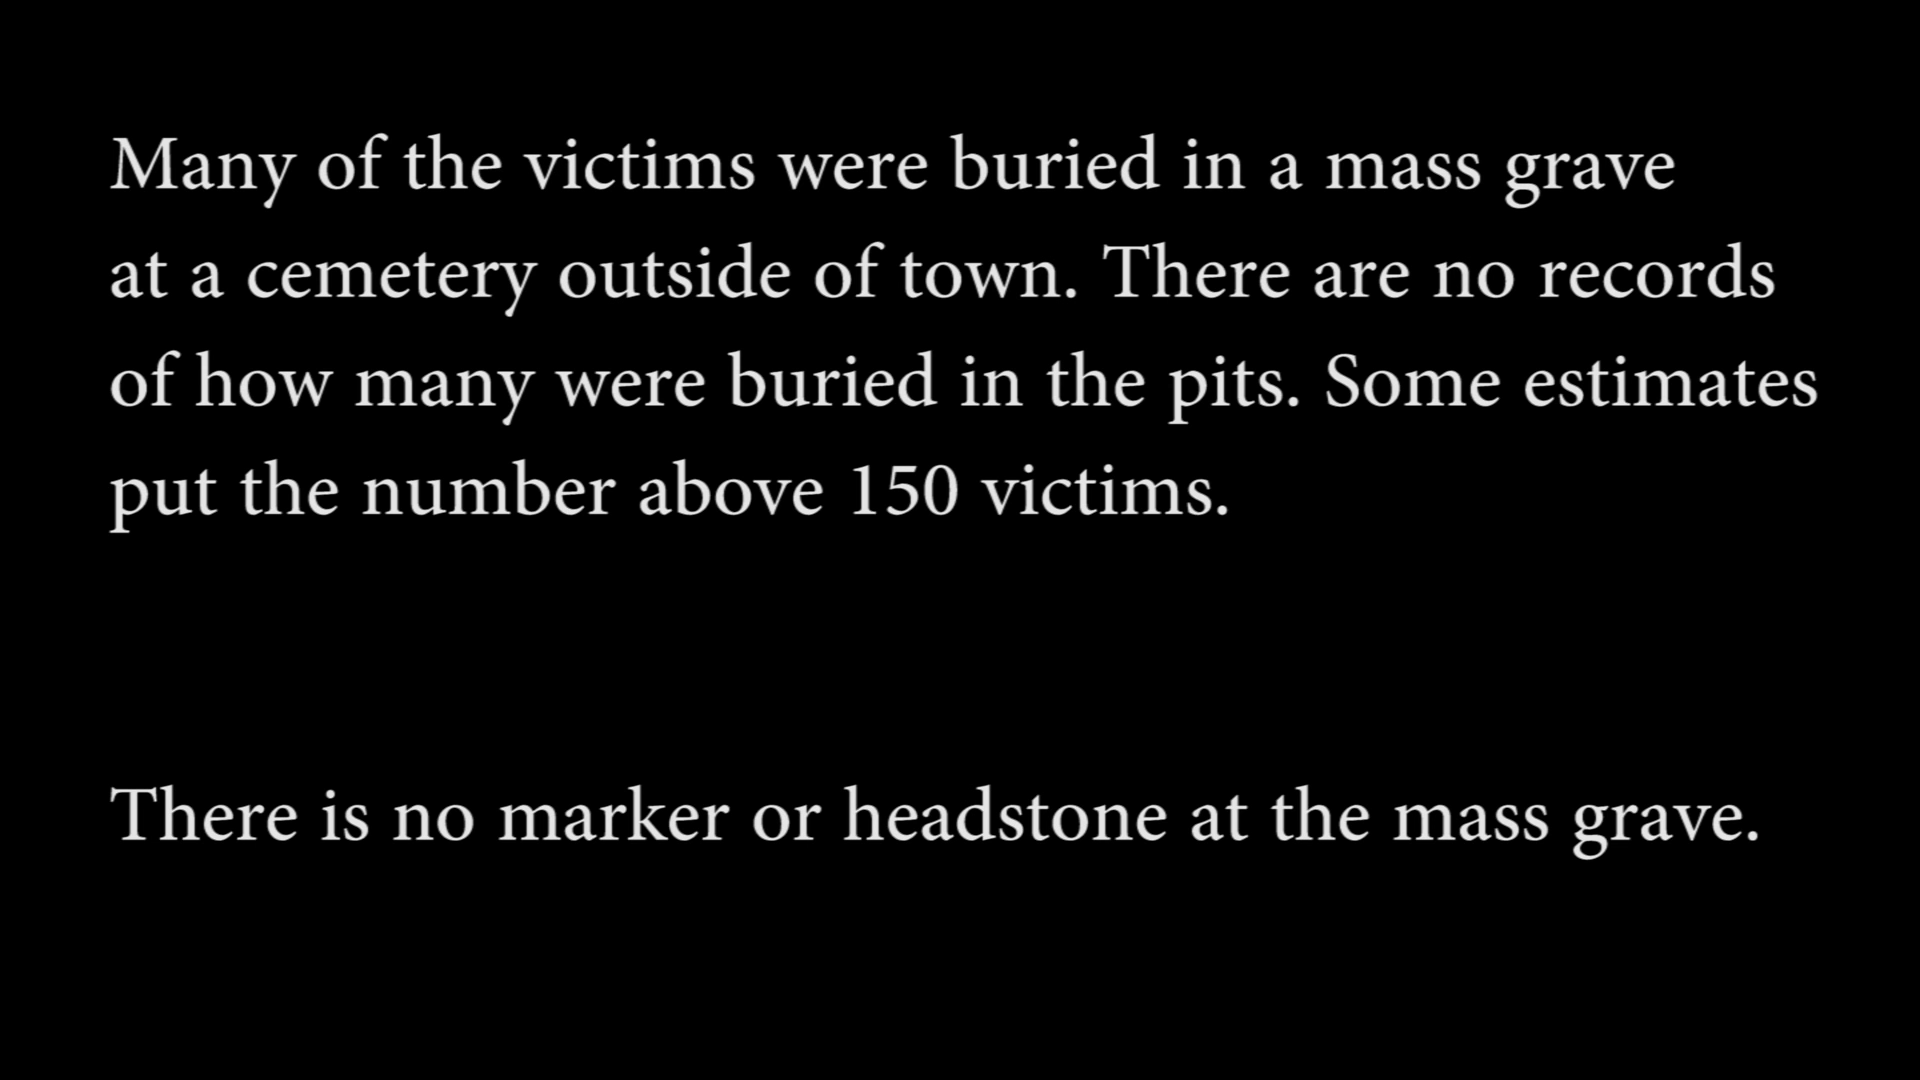 Many of the victims were buried in a mass grave
at a cemetery outside of town. There are no records
of how many were buried in the pits. Some estimates
put the number above 150 victims.
There is no marker or headstone at the mass grave.